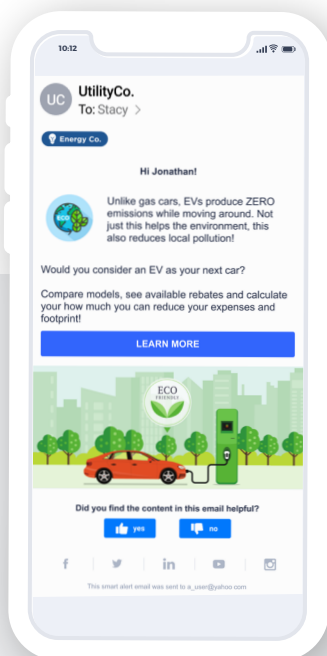 10:12
UC
UtilityCo.
To: Stacy >
Energy Co.
Hi Jonathan!
ECO
Unlike gas cars, EVs produce ZERO
emissions while moving around. Not
just this helps the environment, this
also reduces local pollution!
Would you consider an EV as your next car?
Compare models, see available rebates and calculate
your how much you can reduce your expenses and
footprint!
LEARN MORE
ECO
FRIENDLY
Did you find the content in this email helpful?
yes
no
This smart alert email was sent to a_user@yahoo.com